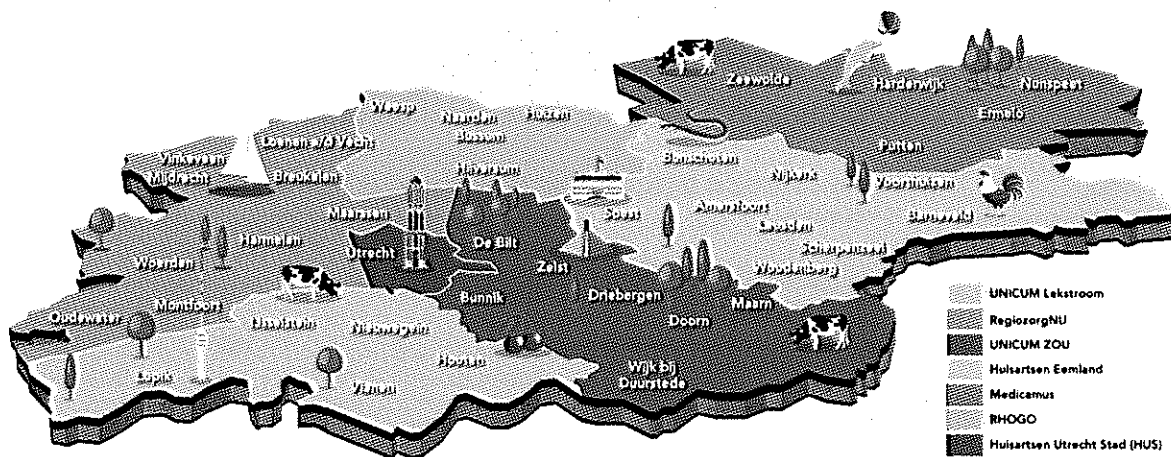 Zeewolde
Harderwijk
Nunspeet
Ermelo
Putten
Weesp
Naarden
Huizen
Bussum
Loenen a/d Vecht
Vinkeveen
Mijdrecht
Breukelen
Hilversum
Bunschoten
Nijkerk
Voorthuizen
Barneveld
Maarssen
Soest
Amersfoort
Leusden
Scherpenzeel
Harmelen
De Bilt
Utrecht
Woerden
Zeist
Woudenberg
Montfoort
Bunnik
Driebergen
Maarn
Oudewater
IJsselstein
Nieuwegein
Doorn
Houten
Lopik
Vianen
Wijk bij
Duurstede
UNICUM Lekstroom
RegiozorgNU
UNICUM ZOU
Huisartsen Eemland
Medicamus
RHOGO
Huisartsen Utrecht Stad (HUS)